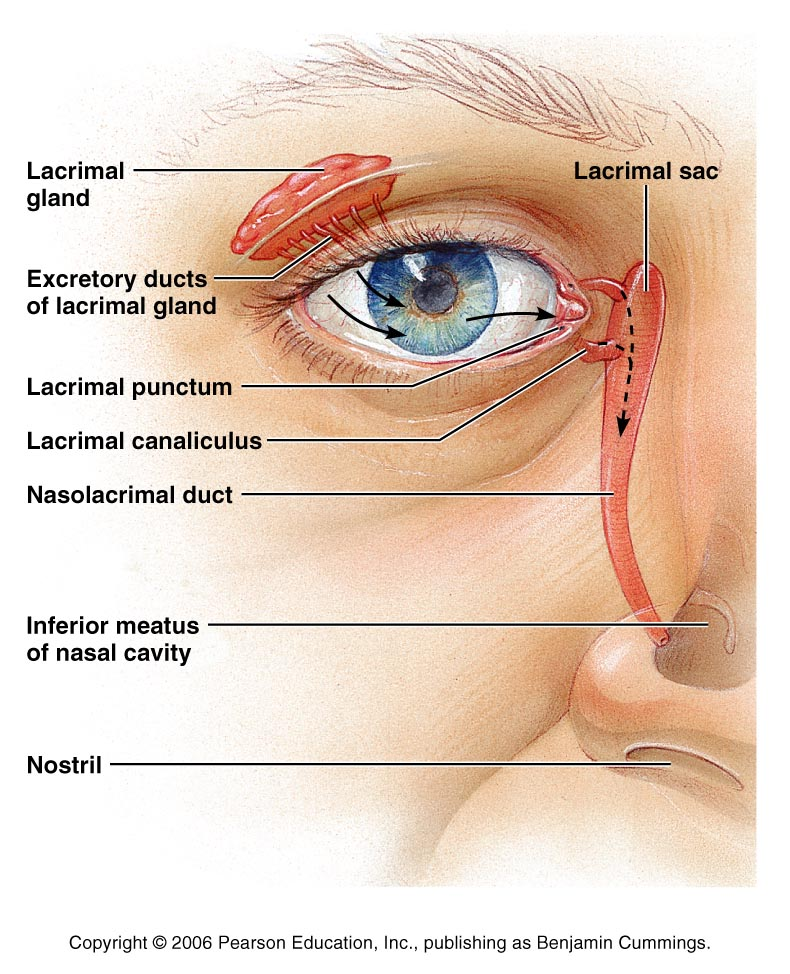 Lacrimal
gland
Lacrimal sac
Excretory ducts
of lacrimal gland
Lacrimal punctum
Lacrimal canaliculus
Nasolacrimal duct
Inferior meatus
of nasal cavity
Nostril
Copyright © 2006 Pearson Education, Inc., publishing as Benjamin Cummings.